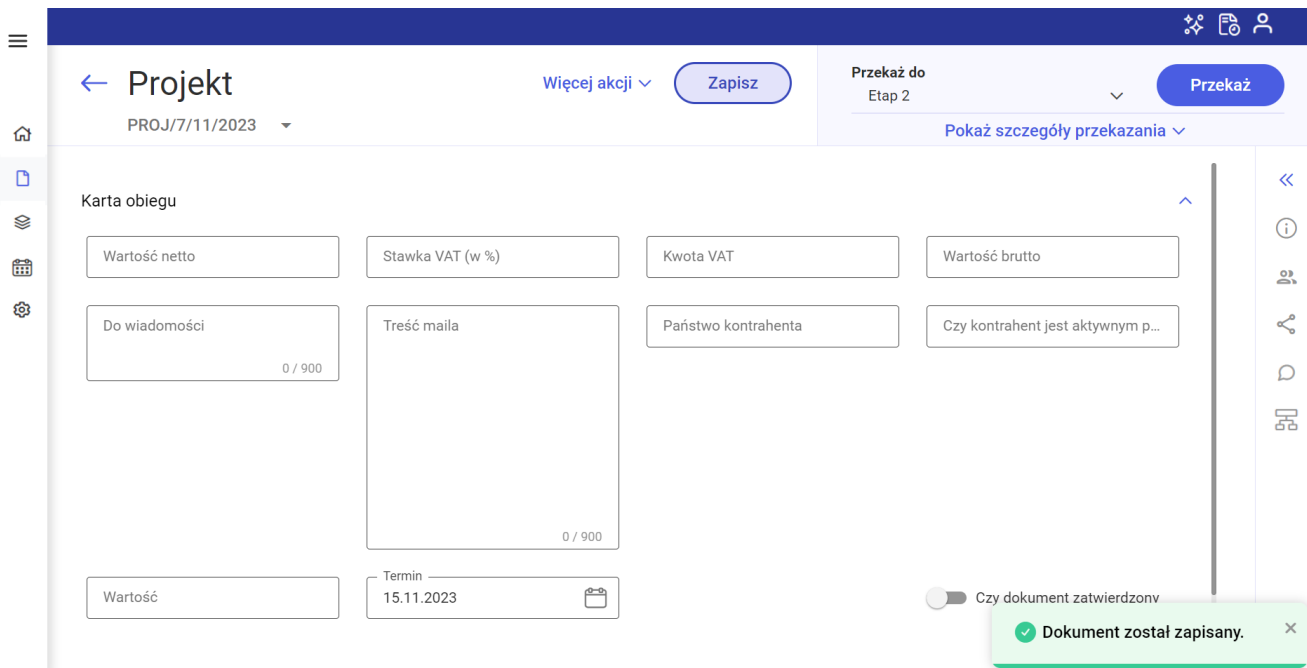 Projekt
Więcej akcji
Zapisz
Przekaż do
Etap 2
Przekaż
PROJ/7/11/2023
Pokaż szczegóły przekazania
Karta obiegu
Wartość netto
Stawka VAT (w %)
Kwota VAT
Wartość brutto
Do wiadomości
0 / 900
Treść maila
0 / 900
Państwo kontrahenta
Czy kontrahent jest aktywnym p...
Wartość
Termin
15.11.2023
Czy dokument zatwierdzony
Dokument został zapisany.